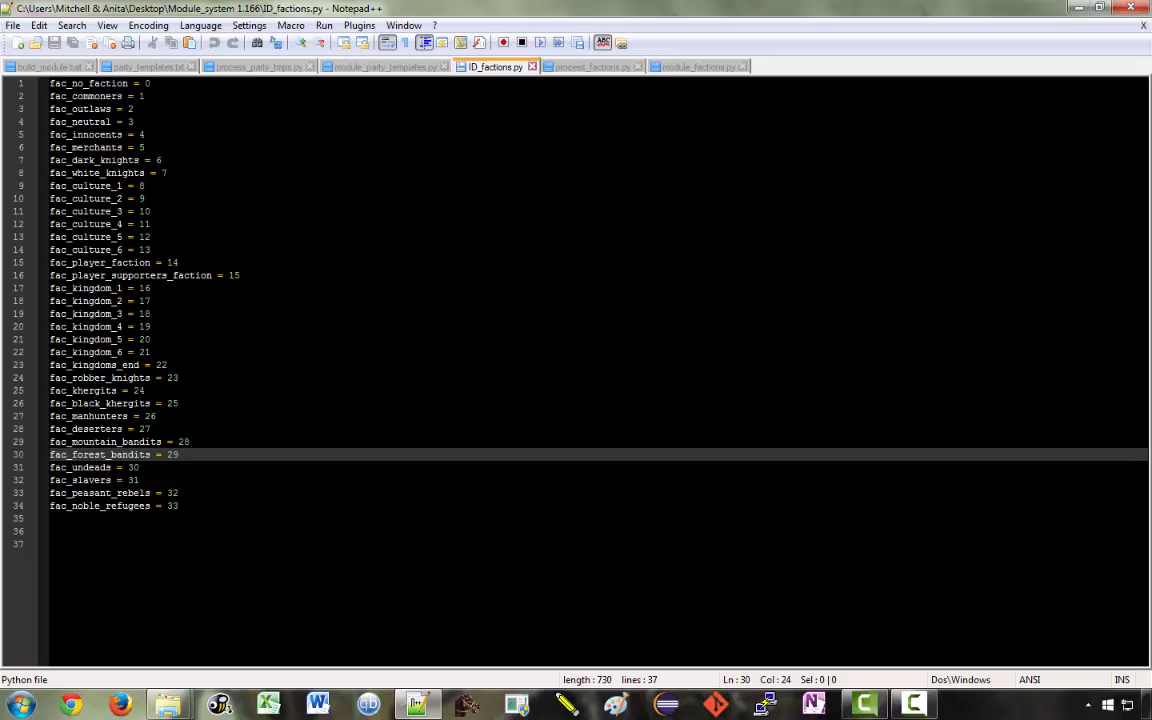 C:\Users\Mitchell & Anita\Desktop\Module_system 1.166\ID_factions.py - Notepad++
File Edit Search View Encoding Language Settings Macro Run Plugins Window ? X
build_module.bat party_templates.txt process_party_tmps.py module_party_templates.py ID_factions.py process_factions.py module_factions.py
1 fac_no_faction = 0
2 fac_commoners = 1
3 fac_outlaws = 2
4 fac_neutral = 3
5 fac_innocents = 4
6 fac_merchants = 5
7 fac_dark_knights = 6
8 fac_white_knights = 7
9 fac_culture_1 = 8
10 fac_culture_2 = 9
11 fac_culture_3 = 10
12 fac_culture_4 = 11
13 fac_culture_5 = 12
14 fac_culture_6 = 13
15 fac_player_faction = 14
16 fac_player_supporters_faction = 15
17 fac_kingdom_1 = 16
18 fac_kingdom_2 = 17
19 fac_kingdom_3 = 18
20 fac_kingdom_4 = 19
21 fac_kingdom_5 = 20
22 fac_kingdom_6 = 21
23 fac_kingdoms_end = 22
24 fac_robber_knights = 23
25 fac_khergits = 24
26 fac_black_khergits = 25
27 fac_manhunters = 26
28 fac_deserters = 27
29 fac_mountain_bandits = 28
30 fac_forest_bandits = 29
31 fac_undeads = 30
32 fac_slavers = 31
33 fac_peasant_rebels = 32
34 fac_noble_refugees = 33
35
36
37
Python file length : 730 lines : 37 Ln : 30 Col : 24 Sel : 0 | 0 Dos\Windows ANSI INS